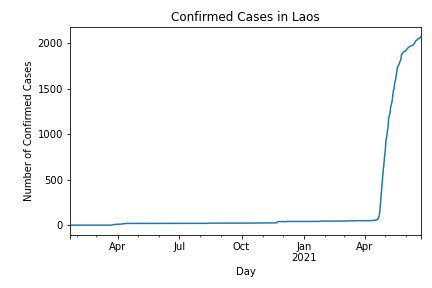 Confirmed Cases in Laos
Number of Confirmed Cases
2000
1500
1000
500
0
Apr Jul Oct Jan Apr
2021
Day